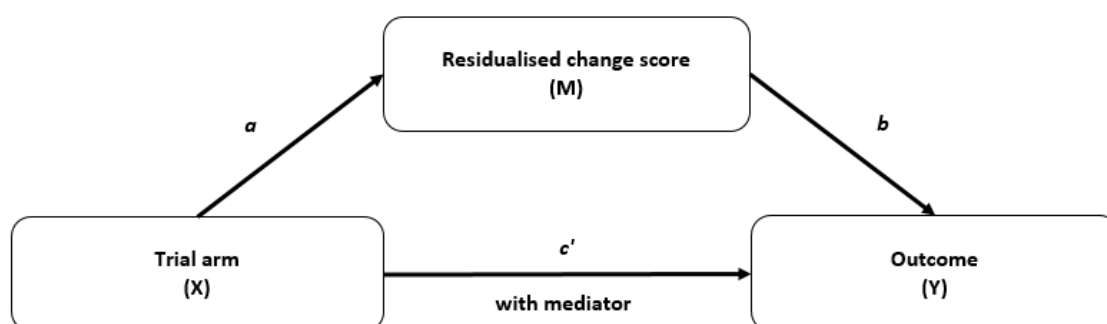 Residualised change score
(M)
a
b
Trial arm
(X)
c'
with mediator
Outcome
(Y)